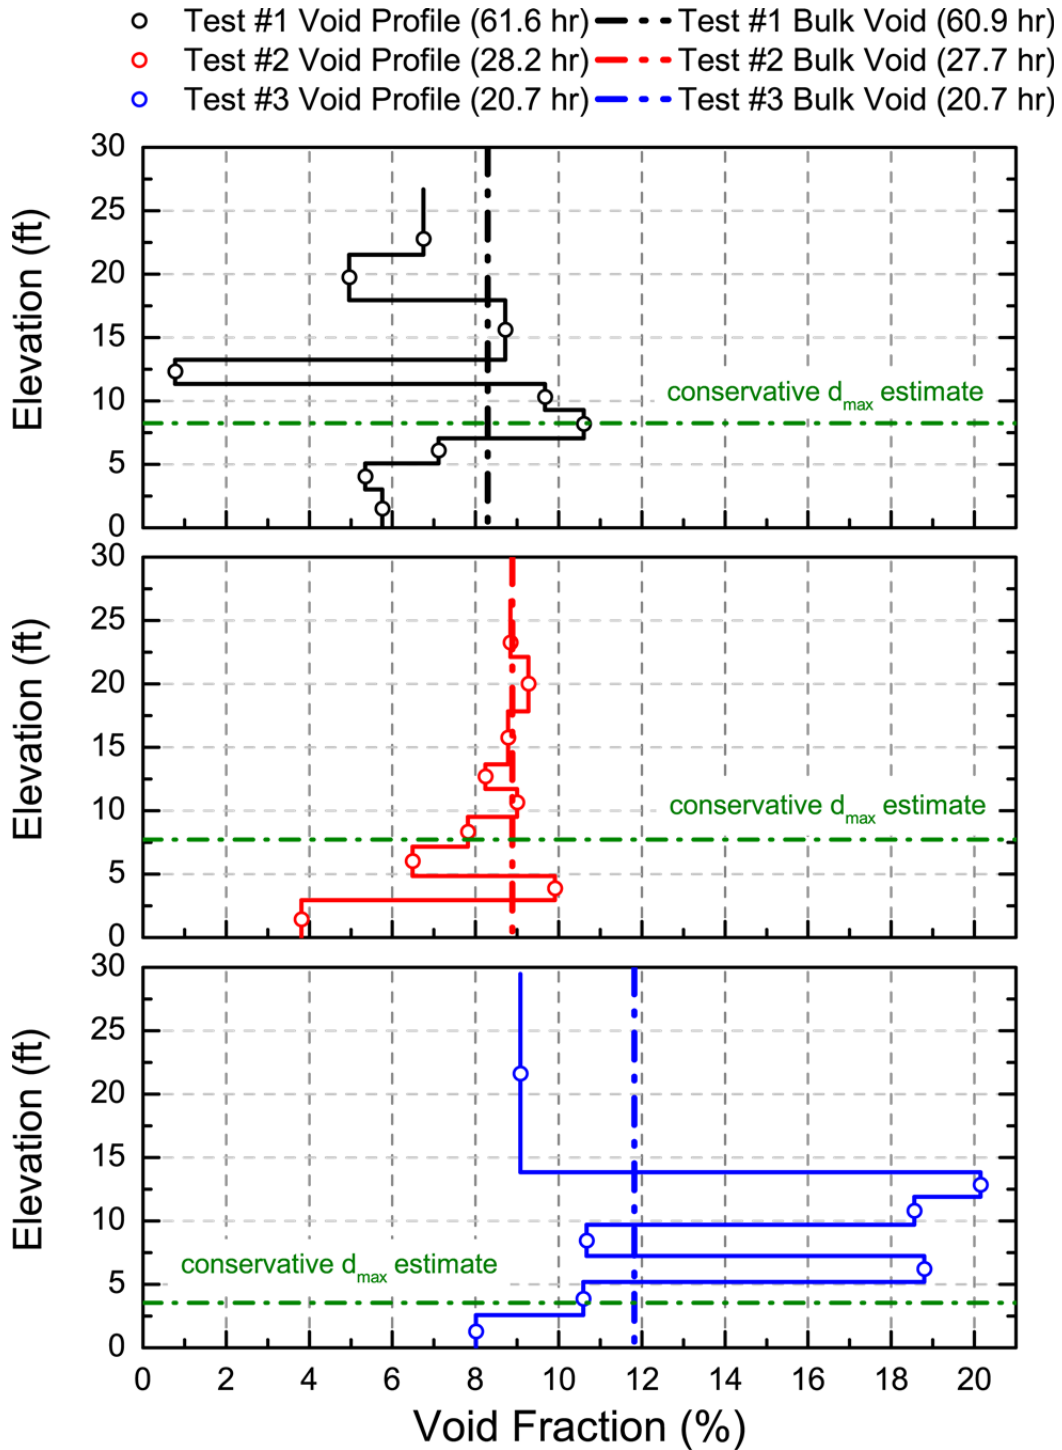 Test #1 Void Profile (61.6 hr) Test #1 Bulk Void (60.9 hr)
Test #2 Void Profile (28.2 hr) Test #2 Bulk Void (27.7 hr)
Test #3 Void Profile (20.7 hr) Test #3 Bulk Void (20.7 hr)
30
25
20
15
10
5
0
Elevation (ft)
conservative dmax estimate
30
25
20
15
10
5
0
Elevation (ft)
conservative dmax estimate
30
25
20
15
10
5
0
Elevation (ft)
conservative dmax estimate
0 2 4 6 8 10 12 14 16 18 20
Void Fraction (%)